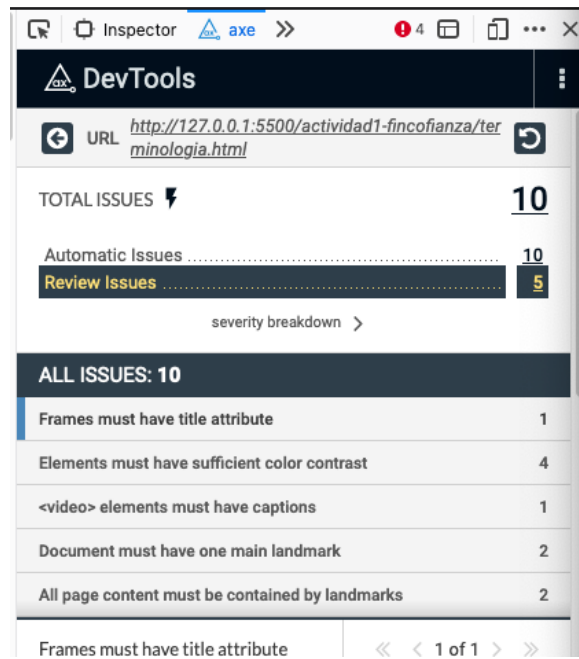 Inspector axe 4
ax DevTools
URL http://127.0.0.1:5500/actividad1-fincofianza/ter
minologia.html
TOTAL ISSUES 10
Automatic Issues 10
Review Issues 5
severity breakdown
ALL ISSUES: 10
Frames must have title attribute 1
Elements must have sufficient color contrast 4
<video> elements must have captions 1
Document must have one main landmark 2
All page content must be contained by landmarks 2
Frames must have title attribute 1 of 1